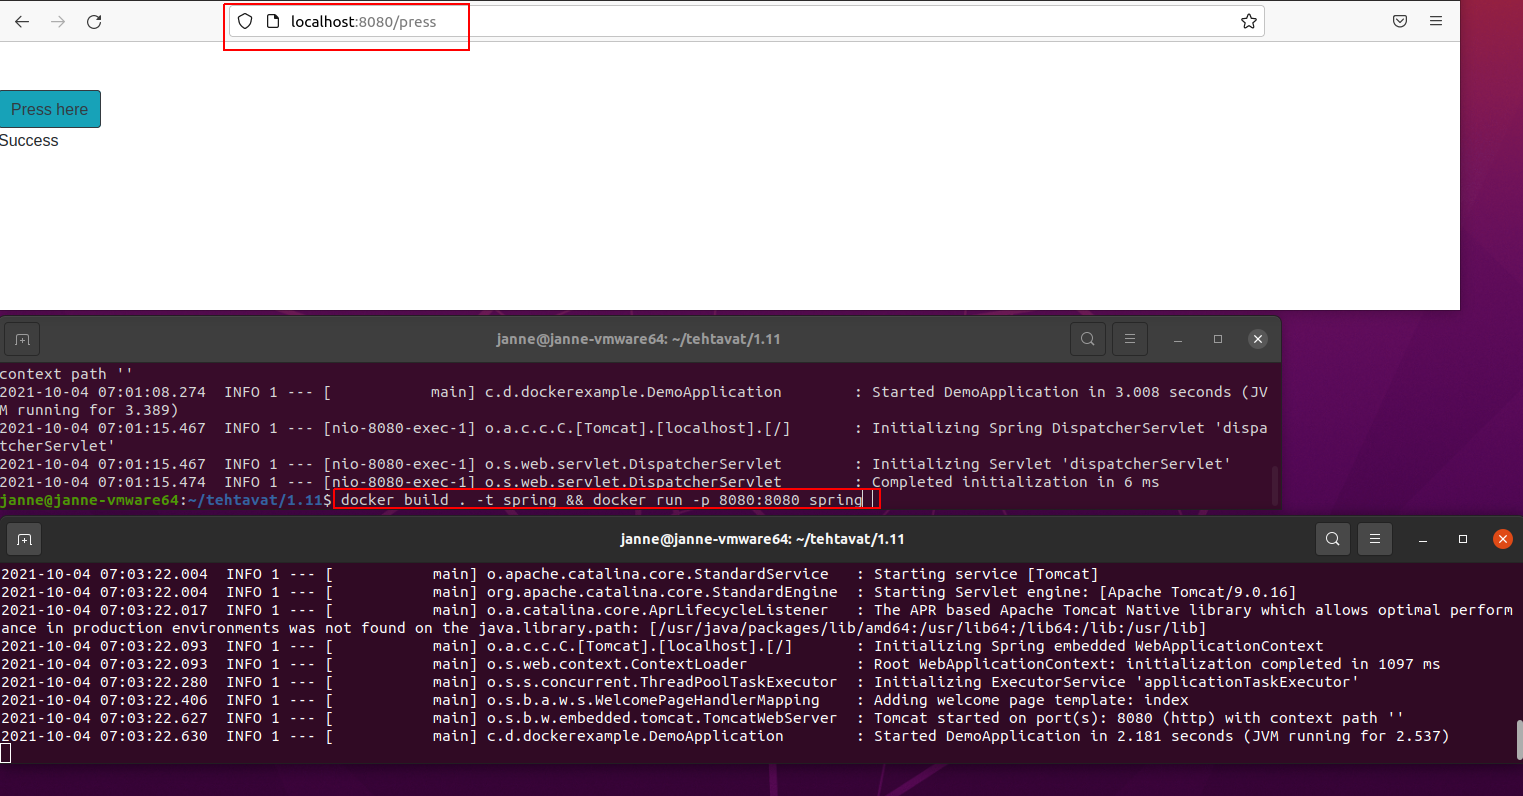 localhost:8080/press
Press here
Success
janne@janne-vmware64: ~/tehtavat/1.11
context path ''
2021-10-04 07:01:08.274  INFO 1 --- [           main] c.d.dockerexample.DemoApplication        : Started DemoApplication in 3.008 seconds (JV
M running for 3.389)
2021-10-04 07:01:15.467  INFO 1 --- [nio-8080-exec-1] o.a.c.c.C.[Tomcat].[localhost].[/]       : Initializing Spring DispatcherServlet 'dispa
tcherServlet'
2021-10-04 07:01:15.467  INFO 1 --- [nio-8080-exec-1] o.s.web.servlet.DispatcherServlet        : Initializing Servlet 'dispatcherServlet'
2021-10-04 07:01:15.474  INFO 1 --- [nio-8080-exec-1] o.s.web.servlet.DispatcherServlet        : Completed initialization in 6 ms
janne@janne-vmware64:~/tehtavat/1.11$ docker build . -t spring && docker run -p 8080:8080 spring
janne@janne-vmware64: ~/tehtavat/1.11
2021-10-04 07:03:22.004  INFO 1 --- [           main] o.apache.catalina.core.StandardService   : Starting service [Tomcat]
2021-10-04 07:03:22.004  INFO 1 --- [           main] org.apache.catalina.core.StandardEngine  : Starting Servlet engine: [Apache Tomcat/9.0.16]
2021-10-04 07:03:22.017  INFO 1 --- [           main] o.a.catalina.core.AprLifecycleListener   : The APR based Apache Tomcat Native library which allows optimal perform
ance in production environments was not found on the java.library.path: [/usr/java/packages/lib/amd64:/usr/lib64:/lib64:/lib:/usr/lib]
2021-10-04 07:03:22.093  INFO 1 --- [           main] o.a.c.c.C.[Tomcat].[localhost].[/]       : Initializing Spring embedded WebApplicationContext
2021-10-04 07:03:22.093  INFO 1 --- [           main] o.s.web.context.ContextLoader            : Root WebApplicationContext: initialization completed in 1097 ms
2021-10-04 07:03:22.280  INFO 1 --- [           main] o.s.s.concurrent.ThreadPoolTaskExecutor  : Initializing ExecutorService 'applicationTaskExecutor'
2021-10-04 07:03:22.406  INFO 1 --- [           main] o.s.b.a.w.s.WelcomePageHandlerMapping    : Adding welcome page template: index
2021-10-04 07:03:22.627  INFO 1 --- [           main] o.s.b.w.embedded.tomcat.TomcatWebServer  : Tomcat started on port(s): 8080 (http) with context path ''
2021-10-04 07:03:22.630  INFO 1 --- [           main] c.d.dockerexample.DemoApplication        : Started DemoApplication in 2.181 seconds (JVM running for 2.537)